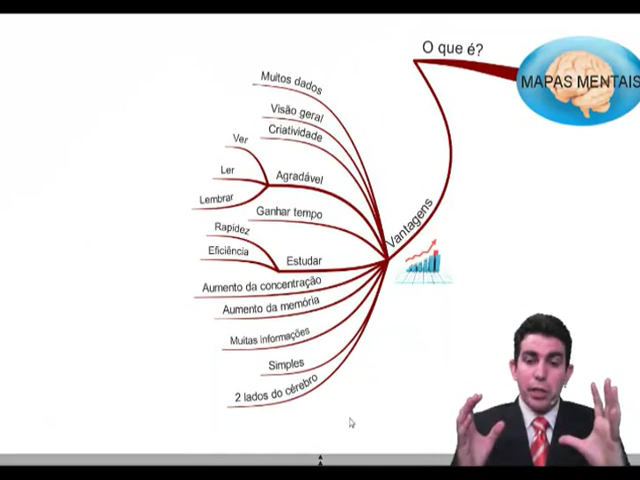 O que é?
MAPAS MENTAIS
Vantagens
Muitos dados
Visão geral
Criatividade
Agradável
Ver
Ler
Lembrar
Ganhar tempo
Estudar
Rapidez
Eficiência
Aumento da concentração
Aumento da memória
Muitas informações
Simples
2 lados do cérebro